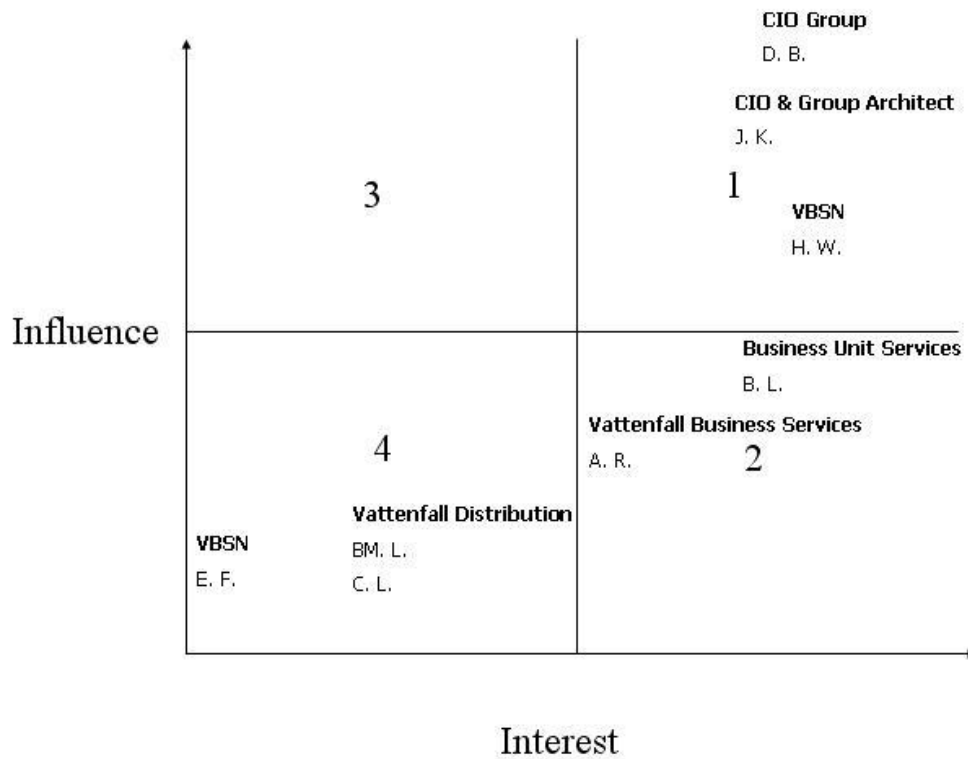 CIO Group
D. B.
CIO & Group Architect
J. K.
1
3
VBSN
H. W.
Influence
Business Unit Services
B. L.
Vattenfall Business Services
A. R.
2
4
Vattenfall Distribution
BM. L.
C. L.
VBSN
E. F.
Interest